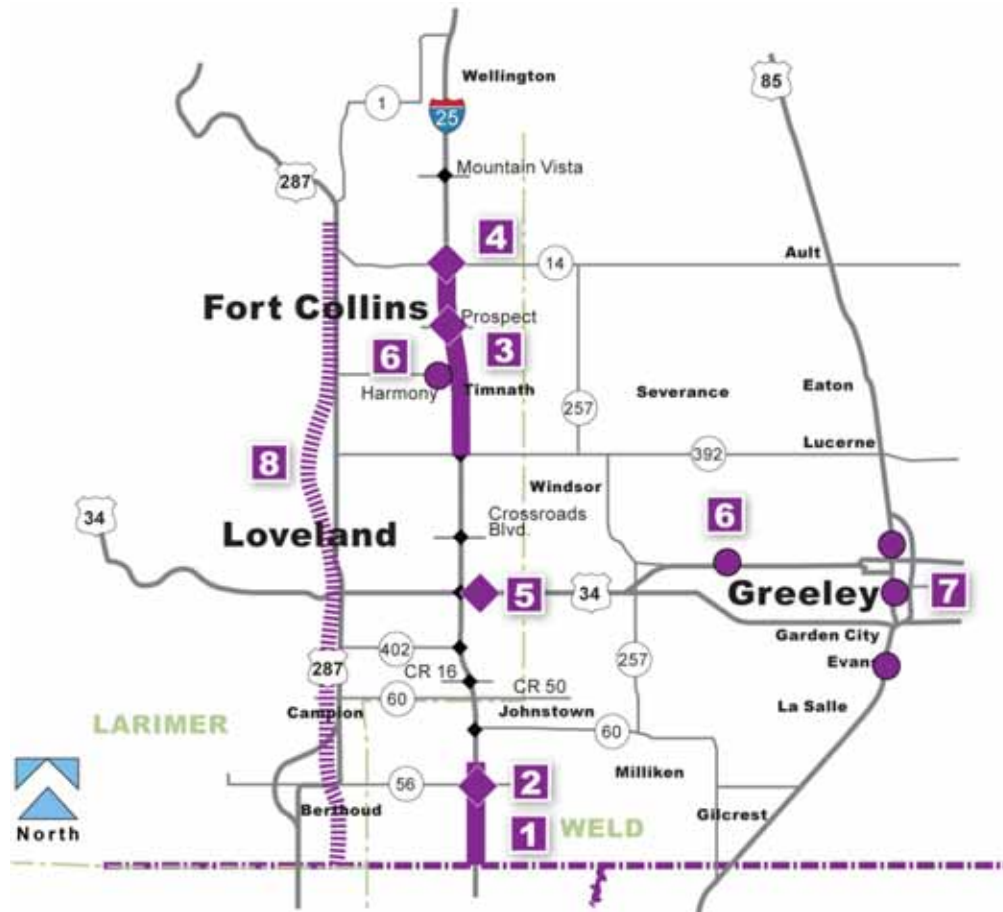 Wellington
85
1
25
287
Mountain Vista
4
14
Ault
Fort Collins
Prospect
3
6
Harmony
Timnath
Severance
Eaton
257
Lucerne
392
8
Windsor
34
Crossroads
Blvd.
6
Loveland
5
34
Greeley
7
Garden City
402
257
Evans
287
CR 16
60
CR 50
La Salle
Campion
Johnstown
LARIMER
60
Milliken
56
2
Berthoud
Gilcrest
1
WELD
North